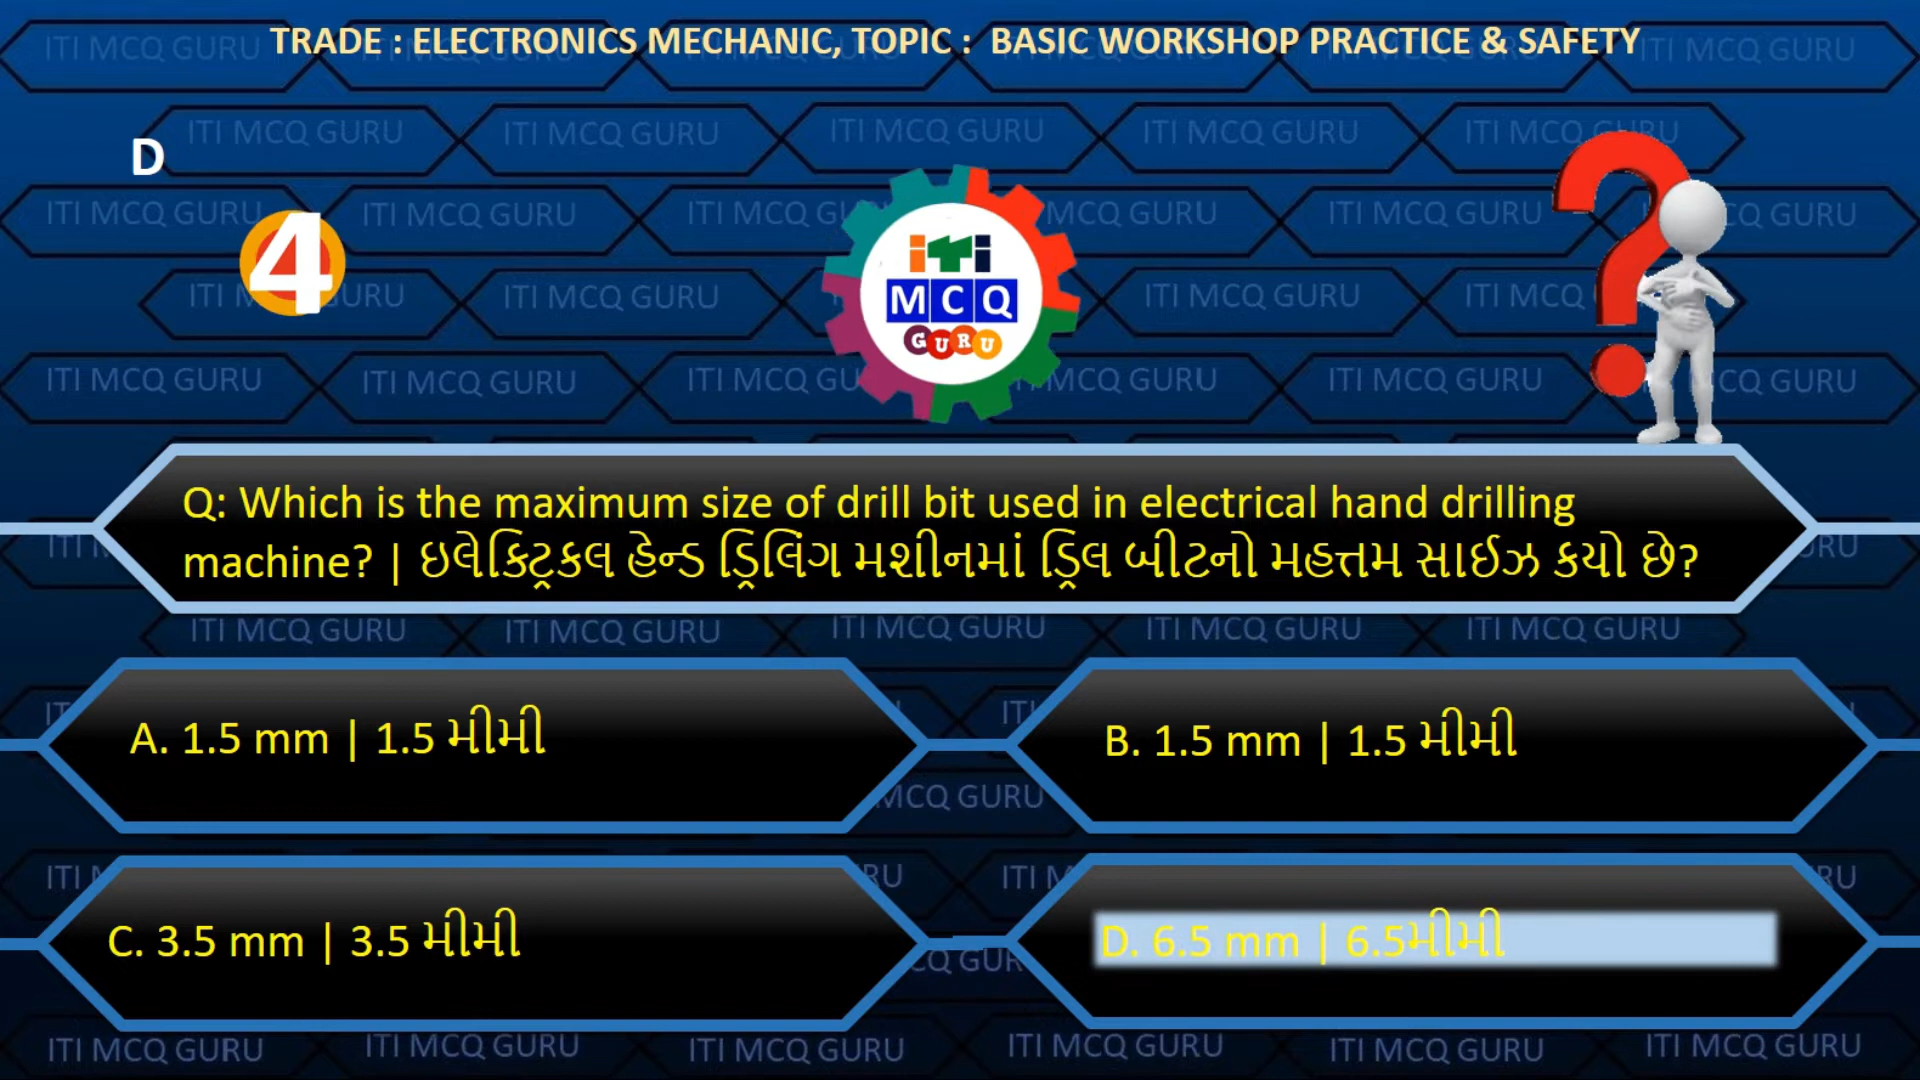 TRADE : ELECTRONICS MECHANIC, TOPIC : BASIC WORKSHOP PRACTICE & SAFETY
D
4
iTi
MCQ
GURU
Q: Which is the maximum size of drill bit used in electrical hand drilling
machine? | ઇલેક્ટ્રિકલ હેન્ડ ડ્રિલિંગ મશીનમાં ડ્રિલ બીટનો મહત્તમ સાઈઝ કયો છે?
A. 1.5 mm | 1.5 મીમી
B. 1.5 mm | 1.5 મીમી
C. 3.5 mm | 3.5 મીમી
D. 6.5 mm | 6.5મીમી